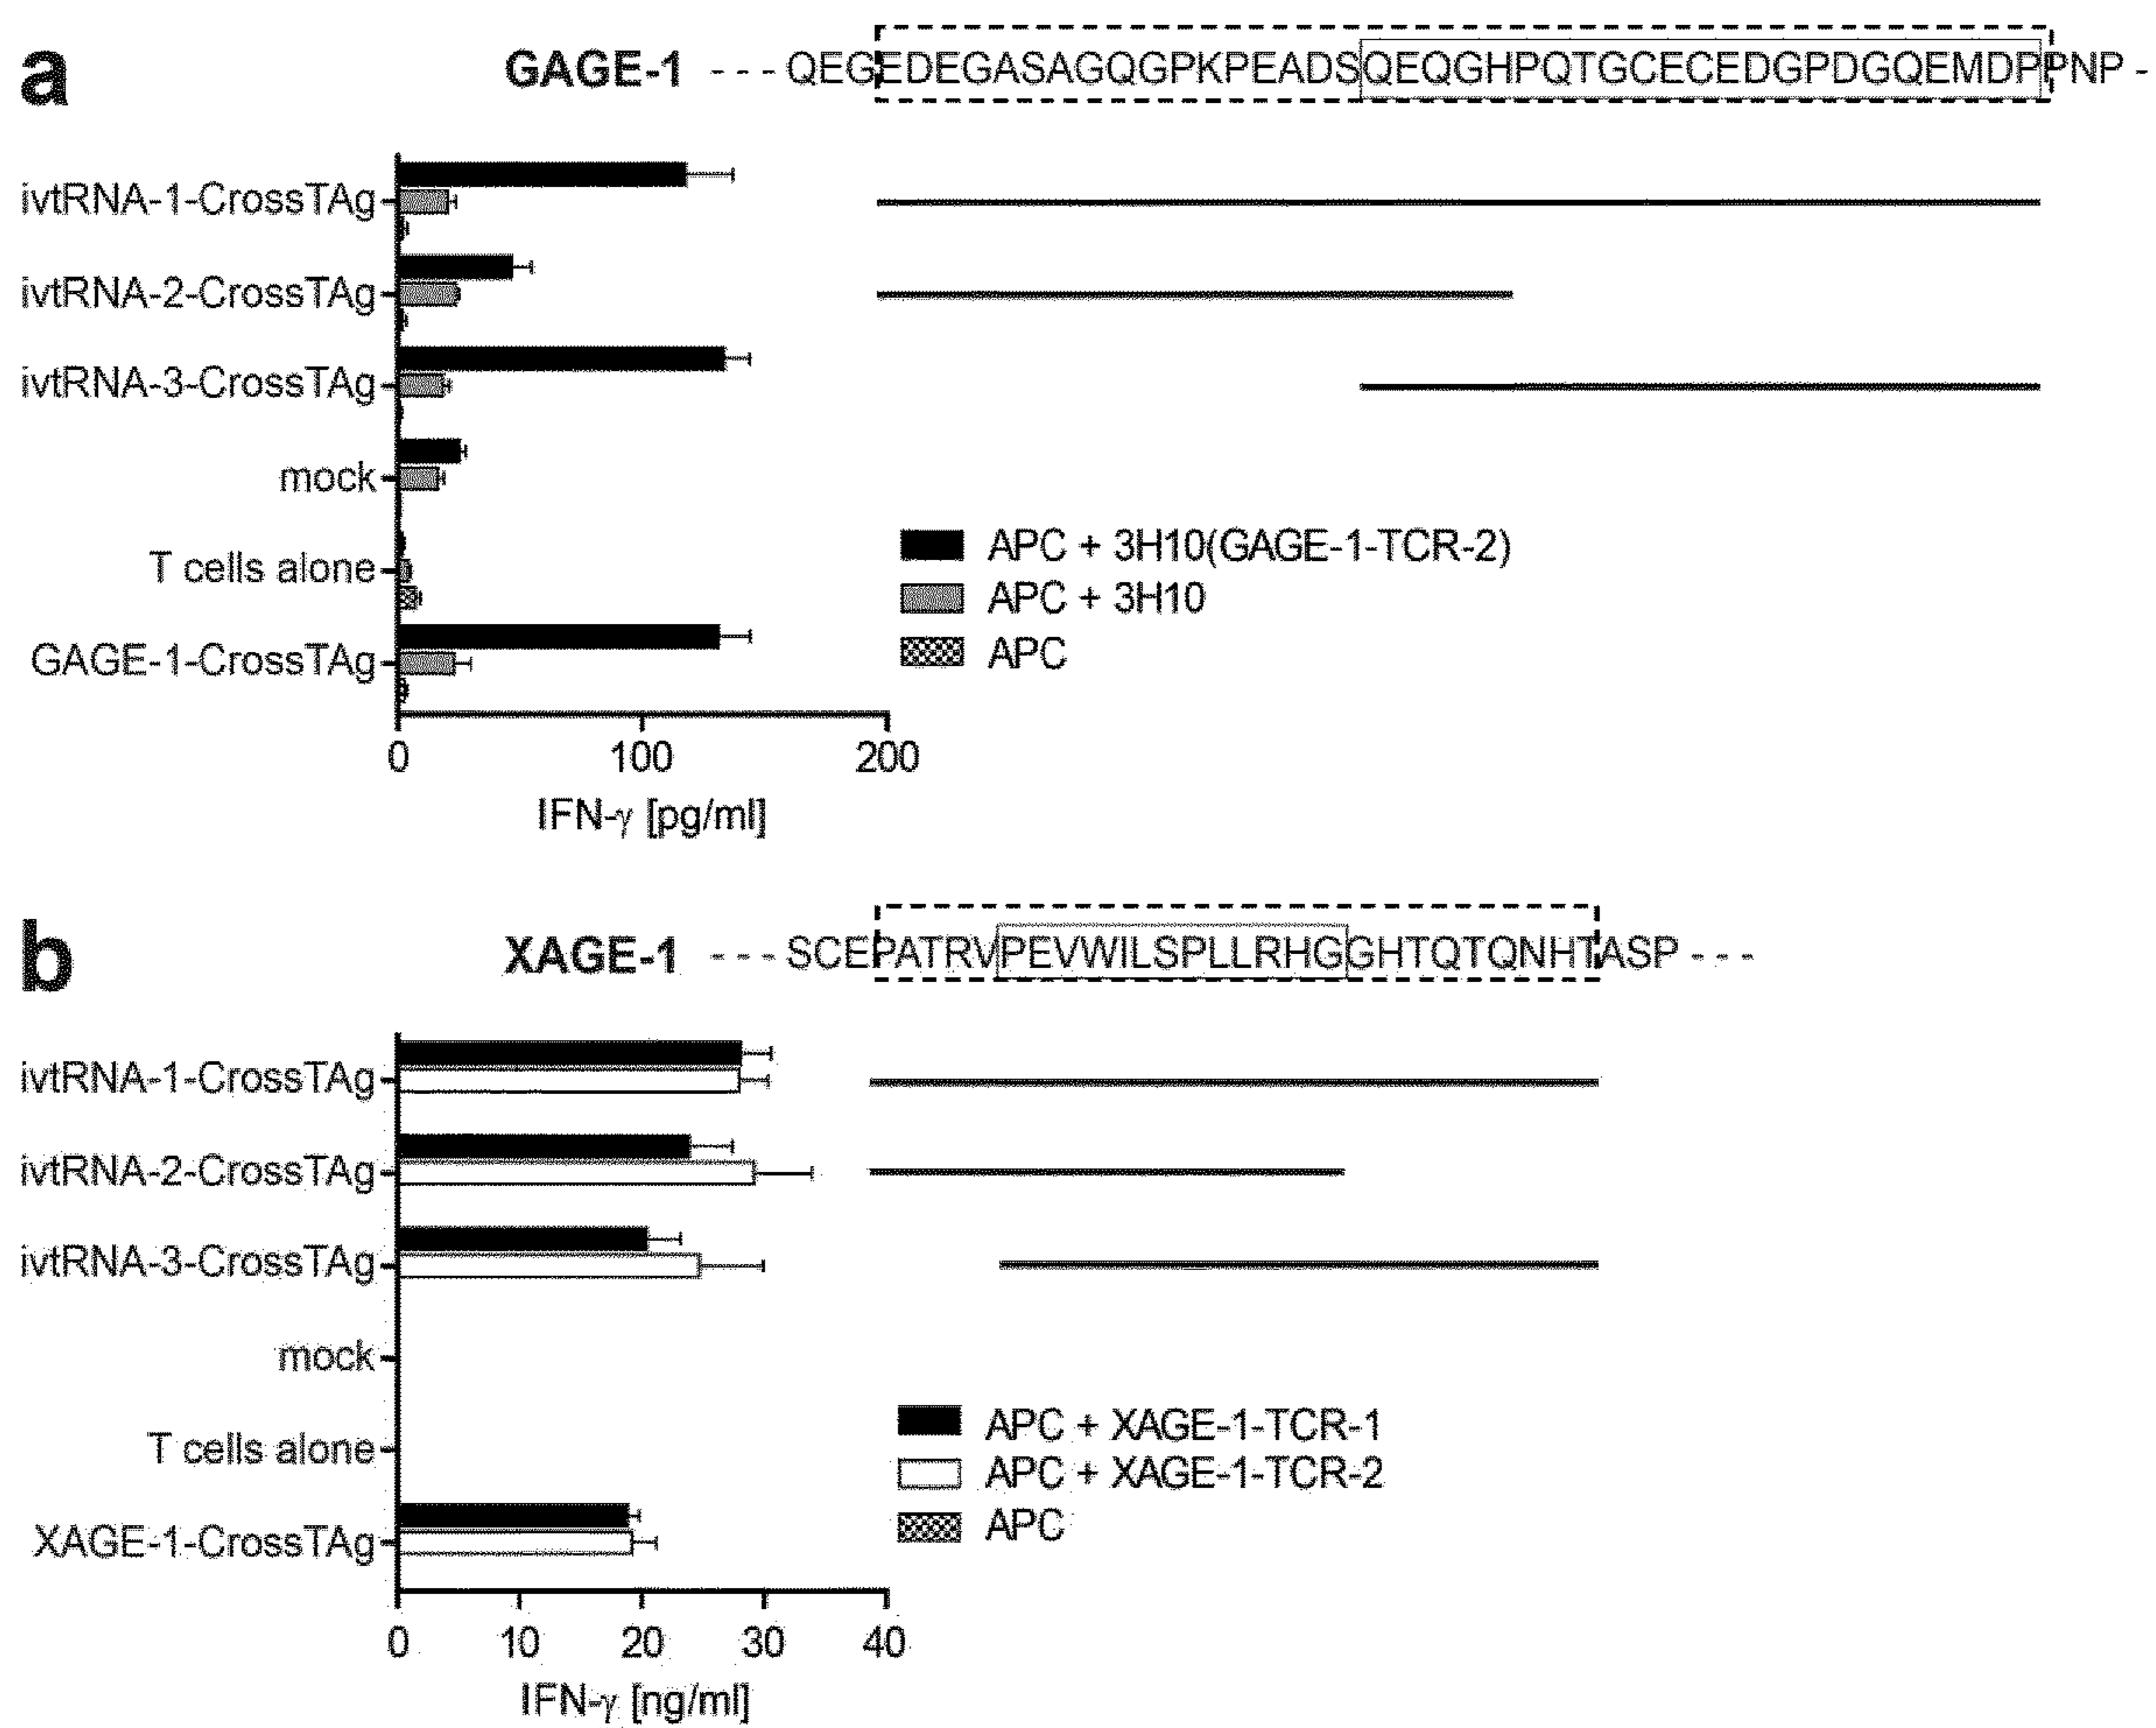 a
GAGE-1 ---QEGEDEGASAGQGPKPEADSQEQGHPQTGCECEDGPDGQEMDPPNP -
ivtRNA-1-CrossTAg
ivtRNA-2-CrossTAg
ivtRNA-3-CrossTAg
mock
T cells alone
GAGE-1-CrossTAg
APC + 3H10(GAGE-1-TCR-2)
APC + 3H10
APC
0 100 200
IFN-γ [pg/ml]
b
XAGE-1 ---SCEPATRVPEVWILSPLLRHGGHTQTQNHTASP---
ivtRNA-1-CrossTAg
ivtRNA-2-CrossTAg
ivtRNA-3-CrossTAg
mock
T cells alone
XAGE-1-CrossTAg
APC + XAGE-1-TCR-1
APC + XAGE-1-TCR-2
APC
0 10 20 30 40
IFN-γ [ng/ml]